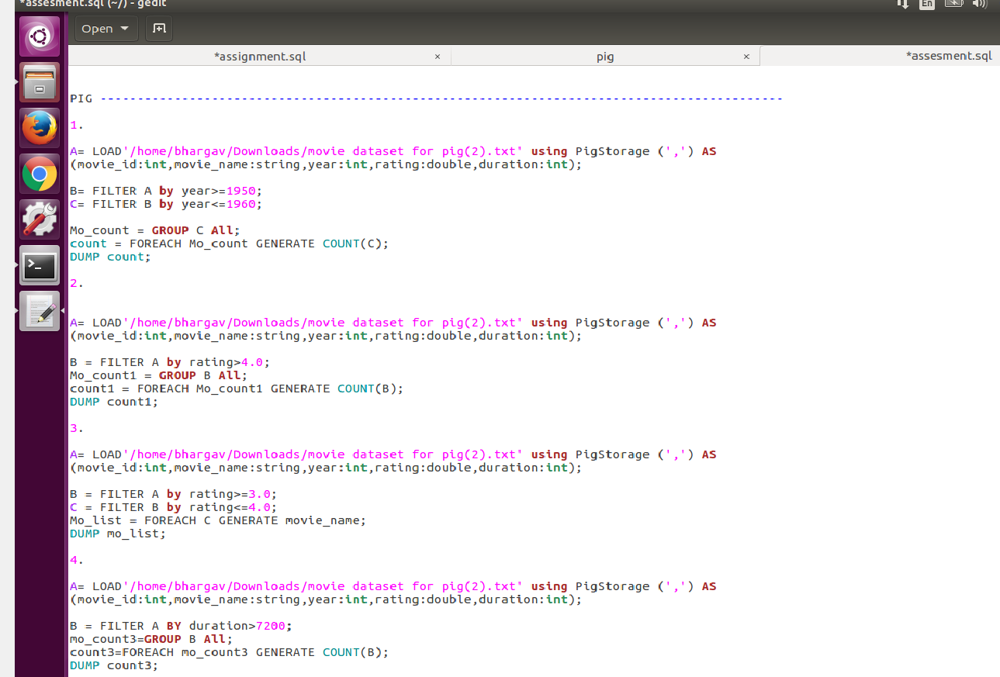 *assesment.sql (~/) - gedit
En
Open
*assignment.sql × pig × *assesment.sql
PIG --------------------------------------------------------------------------------------------
1.
A= LOAD'/home/bhargav/Downloads/movie dataset for pig(2).txt' using PigStorage (',') AS
(movie_id:int,movie_name:string,year:int,rating:double,duration:int);
B= FILTER A by year>=1950;
C= FILTER B by year<=1960;
Mo_count = GROUP C All;
count = FOREACH Mo_count GENERATE COUNT(C);
DUMP count;
2.
A= LOAD'/home/bhargav/Downloads/movie dataset for pig(2).txt' using PigStorage (',') AS
(movie_id:int,movie_name:string,year:int,rating:double,duration:int);
B = FILTER A by rating>4.0;
Mo_count1 = GROUP B All;
count1 = FOREACH Mo_count1 GENERATE COUNT(B);
DUMP count1;
3.
A= LOAD'/home/bhargav/Downloads/movie dataset for pig(2).txt' using PigStorage (',') AS
(movie_id:int,movie_name:string,year:int,rating:double,duration:int);
B = FILTER A by rating>=3.0;
C = FILTER B by rating<=4.0;
Mo_list = FOREACH C GENERATE movie_name;
DUMP mo_list;
4.
A= LOAD'/home/bhargav/Downloads/movie dataset for pig(2).txt' using PigStorage (',') AS
(movie_id:int,movie_name:string,year:int,rating:double,duration:int);
B = FILTER A BY duration>7200;
mo_count3=GROUP B All;
count3=FOREACH mo_count3 GENERATE COUNT(B);
DUMP count3;